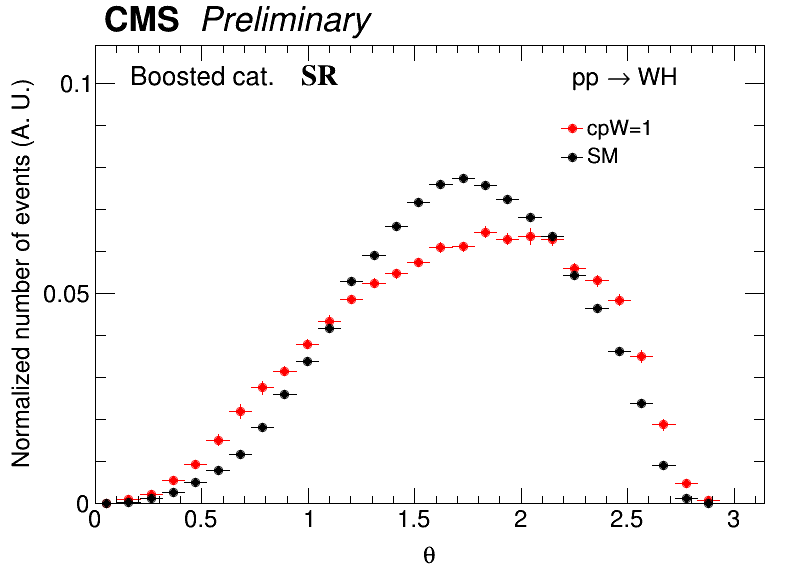 CMS Preliminary
Boosted cat. SR
pp → WH
cpW=1
SM
Normalized number of events (A. U.)
0.1
0.05
0
0 0.5 1 1.5 2 2.5 3
θ